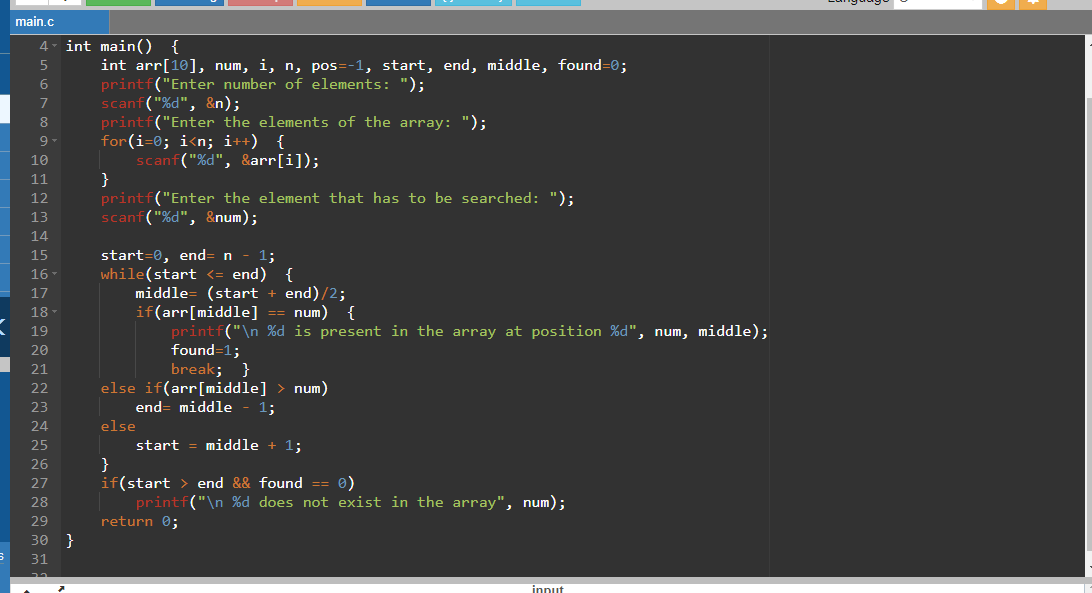 Language
main.c
4 int main()  {
5     int arr[10], num, i, n, pos=-1, start, end, middle, found=0;
6     printf("Enter number of elements: ");
7     scanf("%d", &n);
8     printf("Enter the elements of the array: ");
9     for(i=0; i<n; i++)  {
10         scanf("%d", &arr[i]);
11     }
12     printf("Enter the element that has to be searched: ");
13     scanf("%d", &num);
14
15     start=0, end= n - 1;
16     while(start <= end)  {
17         middle= (start + end)/2;
18         if(arr[middle] == num)  {
19             printf("\n %d is present in the array at position %d", num, middle);
20             found=1;
21             break;  }
22     else if(arr[middle] > num)
23         end= middle - 1;
24     else
25         start = middle + 1;
26     }
27     if(start > end && found == 0)
28         printf("\n %d does not exist in the array", num);
29     return 0;
30 }
31
32
input